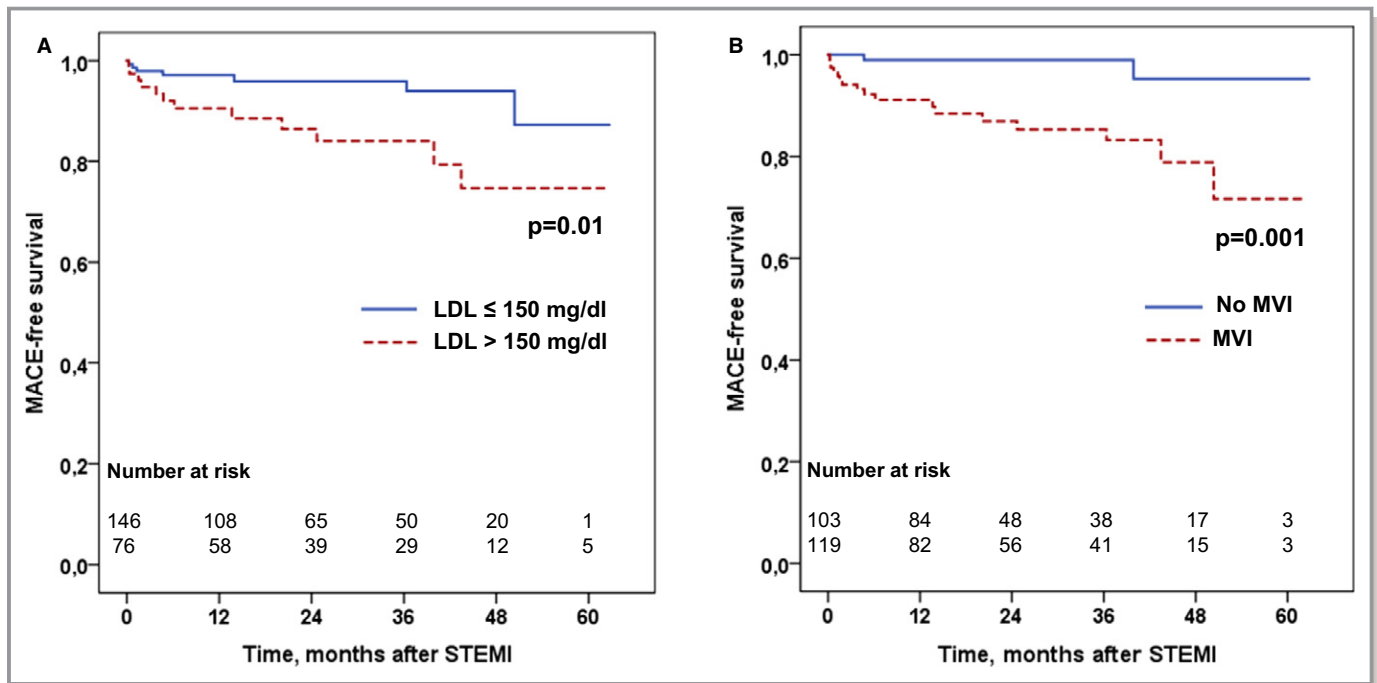 A
1,0
0,8
0,6
0,4
0,2
0,0
MACE-free survival
p=0.01
LDL ≤ 150 mg/dl
LDL > 150 mg/dl
Number at risk
146 108 65 50 20 1
76 58 39 29 12 5
0 12 24 36 48 60
Time, months after STEMI
B
1,0
0,8
0,6
0,4
0,2
0,0
MACE-free survival
p=0.001
No MVI
MVI
Number at risk
103 84 48 38 17 3
119 82 56 41 15 3
0 12 24 36 48 60
Time, months after STEMI